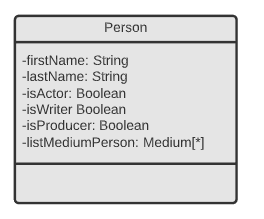 Person
-firstName: String
-lastName: String
-isActor: Boolean
-isWriter Boolean
-isProducer: Boolean
-listMediumPerson: Medium[*]